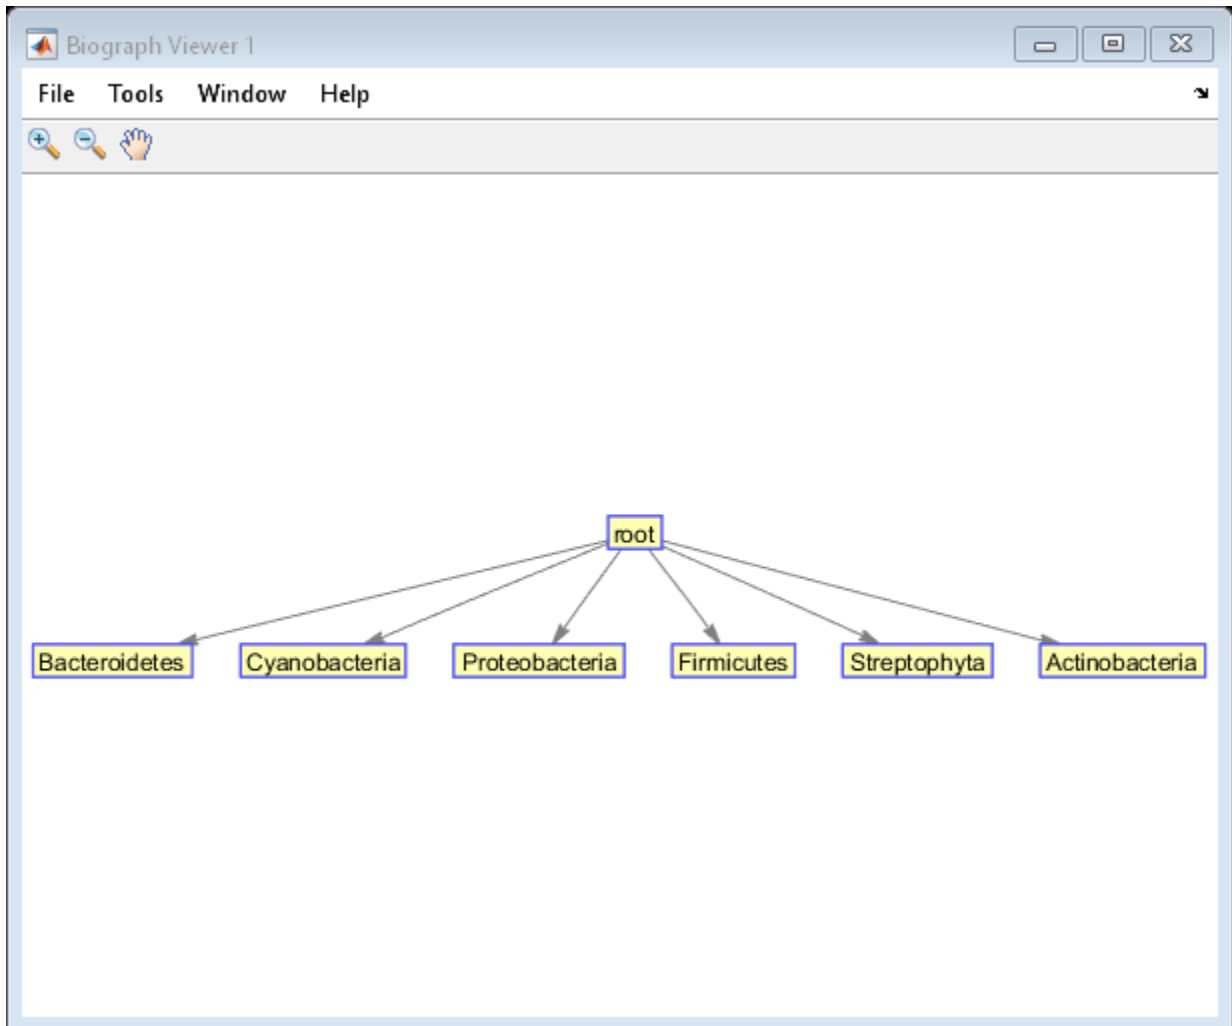 Biograph Viewer 1
File Tools Window Help
root
Bacteroidetes Cyanobacteria Proteobacteria Firmicutes Streptophyta Actinobacteria